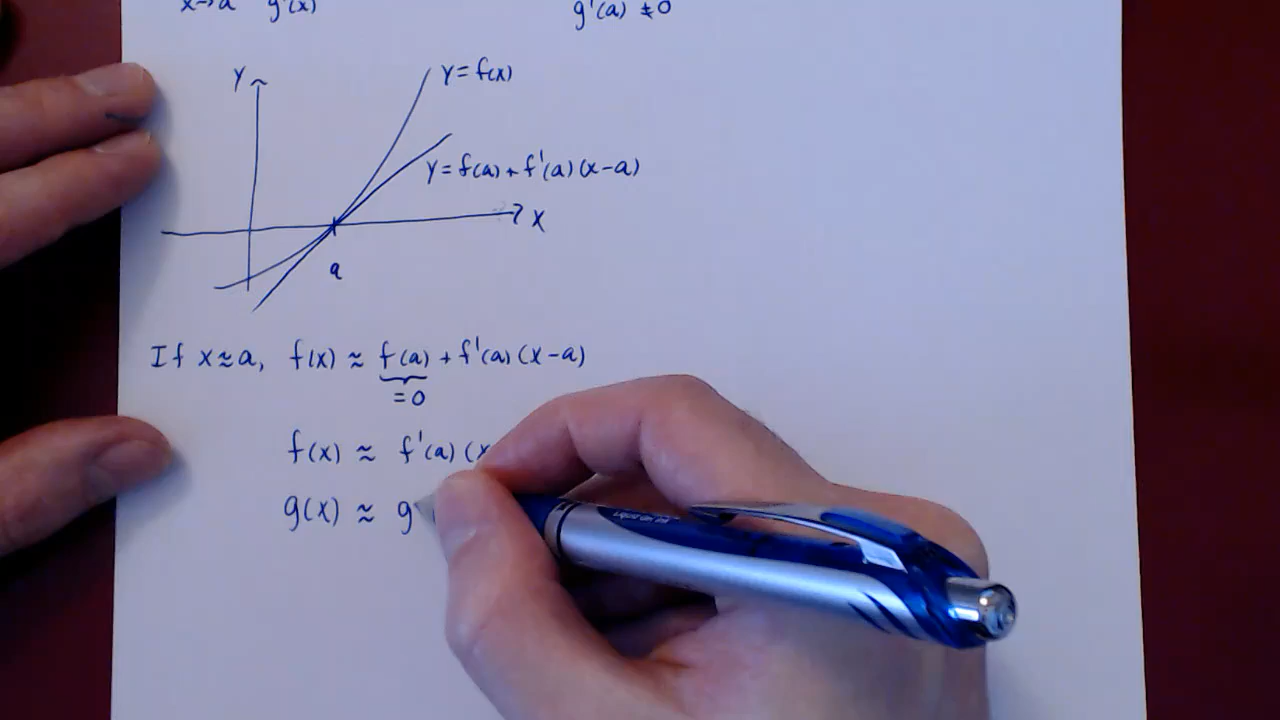 x→a g'(x) g'(a) ≠0
y
y = f(x)
y = f(a) + f'(a) (x-a)
x
a
If x≈a, f(x) ≈ f(a) + f'(a) (x-a)
=0
f(x) ≈ f'(a) (x
g(x) ≈ g'